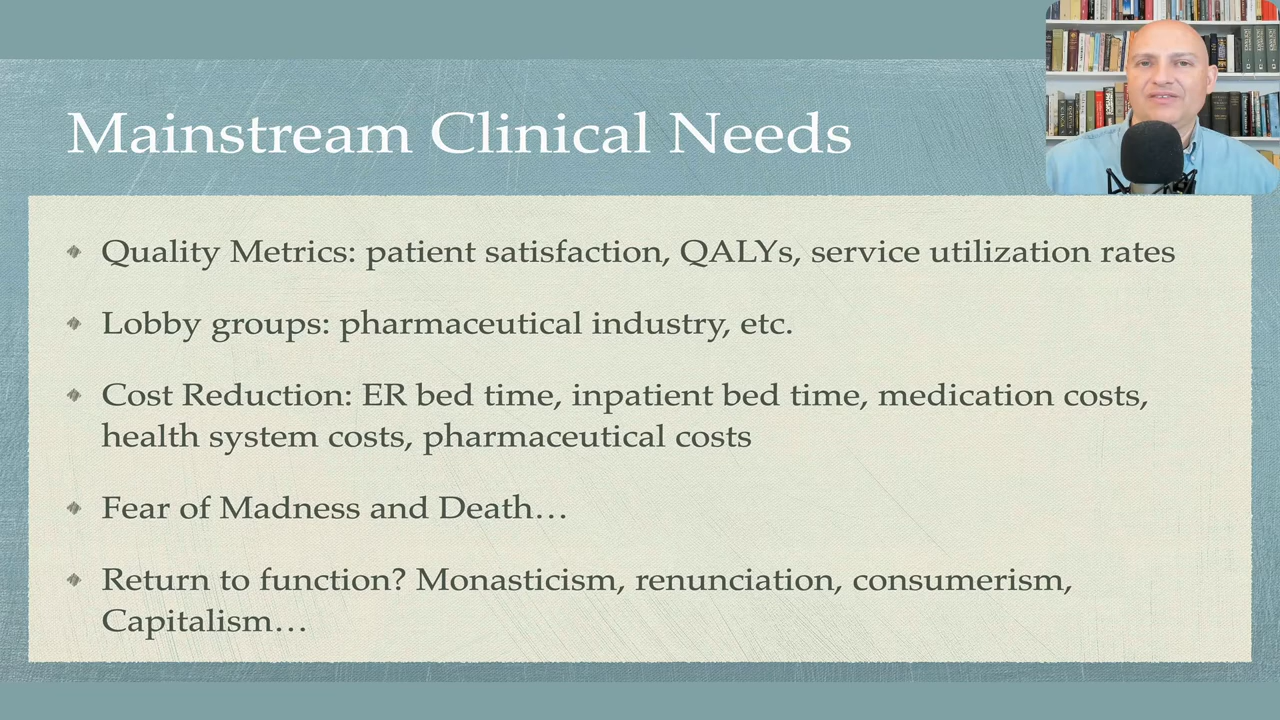 Mainstream Clinical Needs
Quality Metrics: patient satisfaction, QALYs, service utilization rates
Lobby groups: pharmaceutical industry, etc.
Cost Reduction: ER bed time, inpatient bed time, medication costs,
health system costs, pharmaceutical costs
Fear of Madness and Death…
Return to function? Monasticism, renunciation, consumerism,
Capitalism…